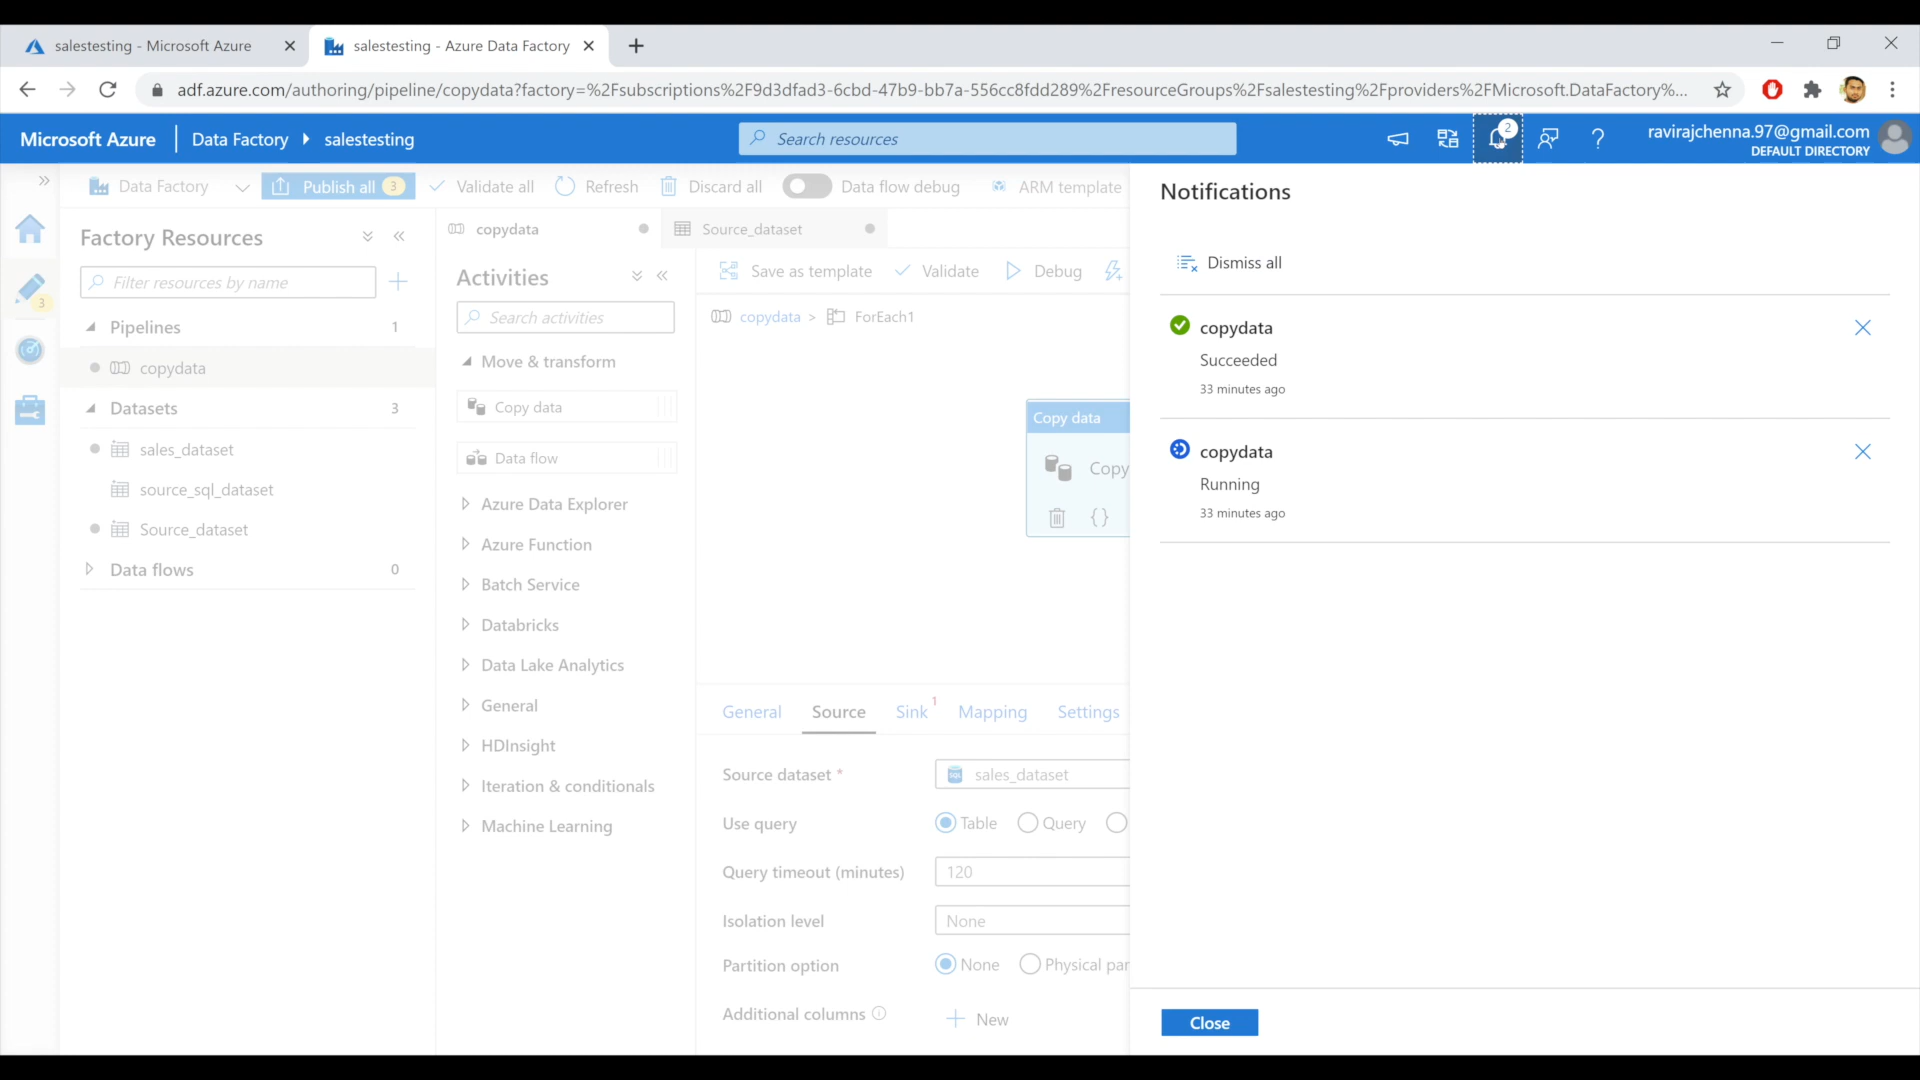 salestesting - Microsoft Azure
salestesting - Azure Data Factory
adf.azure.com/authoring/pipeline/copydata?factory=%2Fsubscriptions%2F9d3dfad3-6cbd-47b9-bb7a-556cc8fdd289%2FresourceGroups%2Fsalestesting%2Fproviders%2FMicrosoft.DataFactory%...
Microsoft Azure
Data Factory
salestesting
Search resources
2
ravirajchenna.97@gmail.com
DEFAULT DIRECTORY
Data Factory
Publish all
3
Validate all
Refresh
Discard all
Data flow debug
ARM template
3
Factory Resources
Filter resources by name
Pipelines
1
copydata
Datasets
3
sales_dataset
source_sql_dataset
Source_dataset
Data flows
0
copydata
Source_dataset
Activities
Search activities
Move & transform
Copy data
Data flow
Azure Data Explorer
Azure Function
Batch Service
Databricks
Data Lake Analytics
General
HDInsight
Iteration & conditionals
Machine Learning
Save as template
Validate
Debug
copydata > ForEach1
Copy data
Copy
{ }
General
Source
Sink 1
Mapping
Settings
Source dataset *
sales_dataset
Use query
Table
Query
Query timeout (minutes)
120
Isolation level
None
Partition option
None
Physical par
Additional columns
New
Notifications
Dismiss all
copydata
Succeeded
33 minutes ago
copydata
Running
33 minutes ago
Close